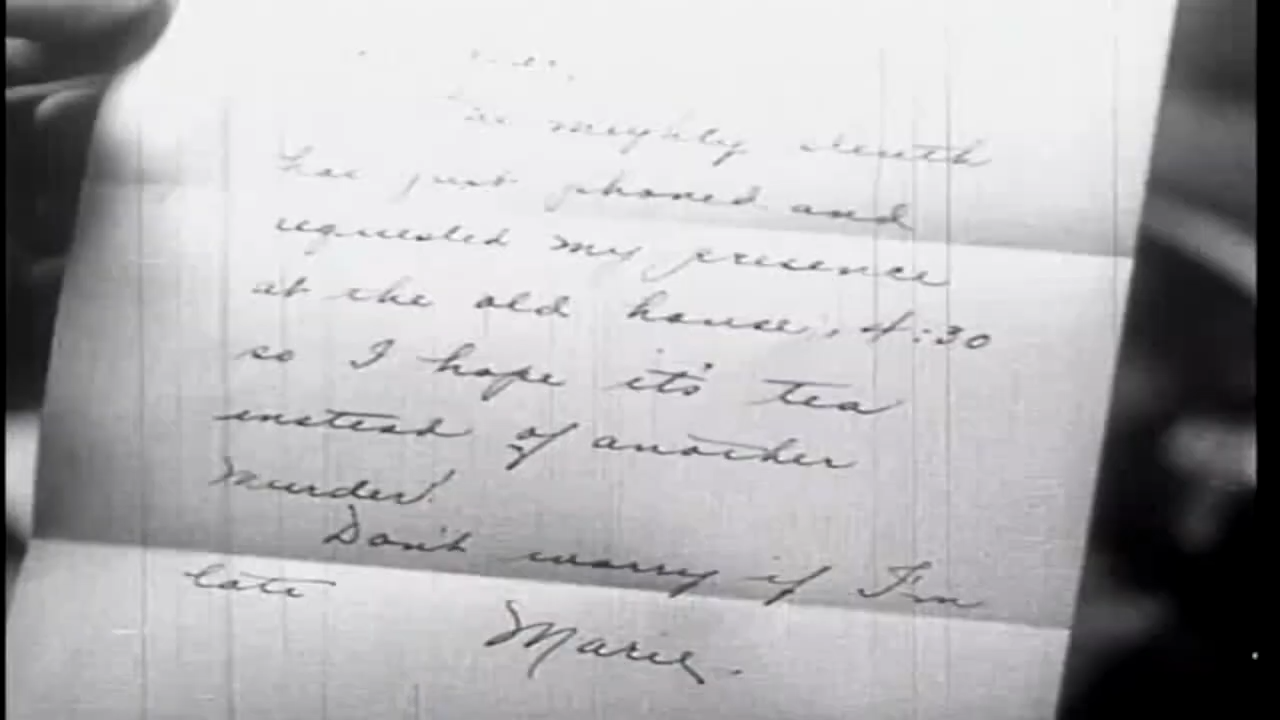 mighty sleuth
has just phoned and
requested my presence
at the old house, 4:30
so I hope it's tea
instead of another
murder!
Don't worry if I'm
late
Marie.